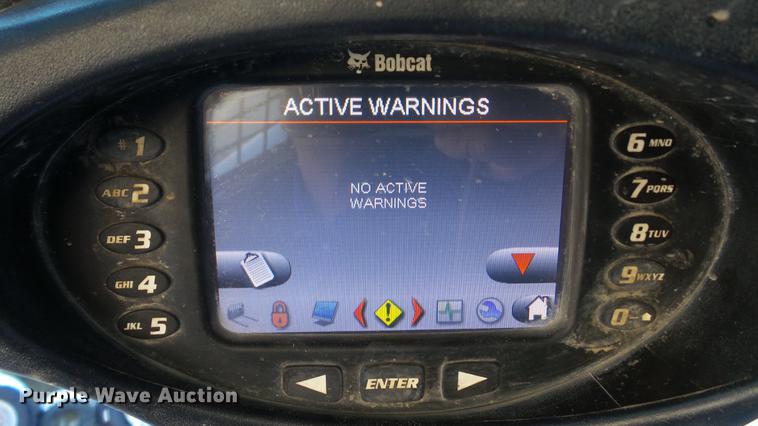 Bobcat
ACTIVE WARNINGS
NO ACTIVE
WARNINGS
# 1
ABC 2
DEF 3
GHI 4
JKL 5
6 MNO
7 PQRS
8 TUV
9 WXYZ
0
ENTER
Purple Wave Auction